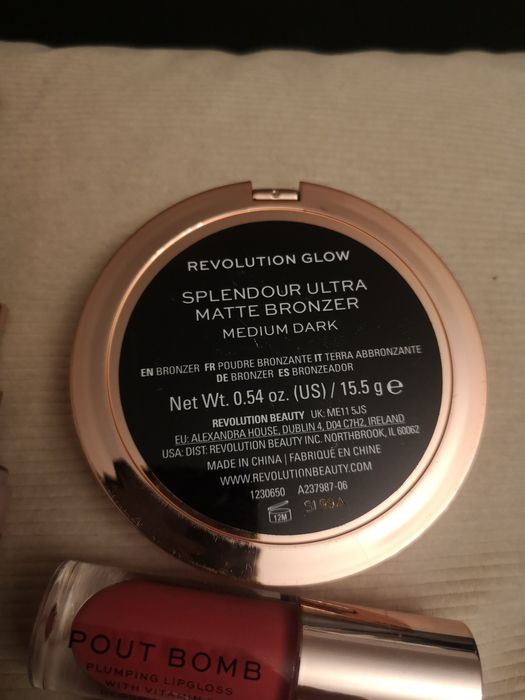 REVOLUTION GLOW
SPLENDOUR ULTRA
MATTE BRONZER
MEDIUM DARK
EN BRONZER FR POUDRE BRONZANTE IT TERRA ABBRONZANTE
DE BRONZER ES BRONZEADOR
Net Wt. 0.54 oz. (US) / 15.5 g ℮
REVOLUTION BEAUTY UK: ME11 5JS
EU: ALEXANDRA HOUSE, DUBLIN 4, D04 C7H2, IRELAND
USA: DIST: REVOLUTION BEAUTY INC. NORTHBROOK, IL 60062
MADE IN CHINA | FABRIQUÉ EN CHINE
WWW.REVOLUTIONBEAUTY.COM
1230650 A237987-06
12M
POUT BOMB
PLUMPING LIPGLOSS
WITH VITAMIN